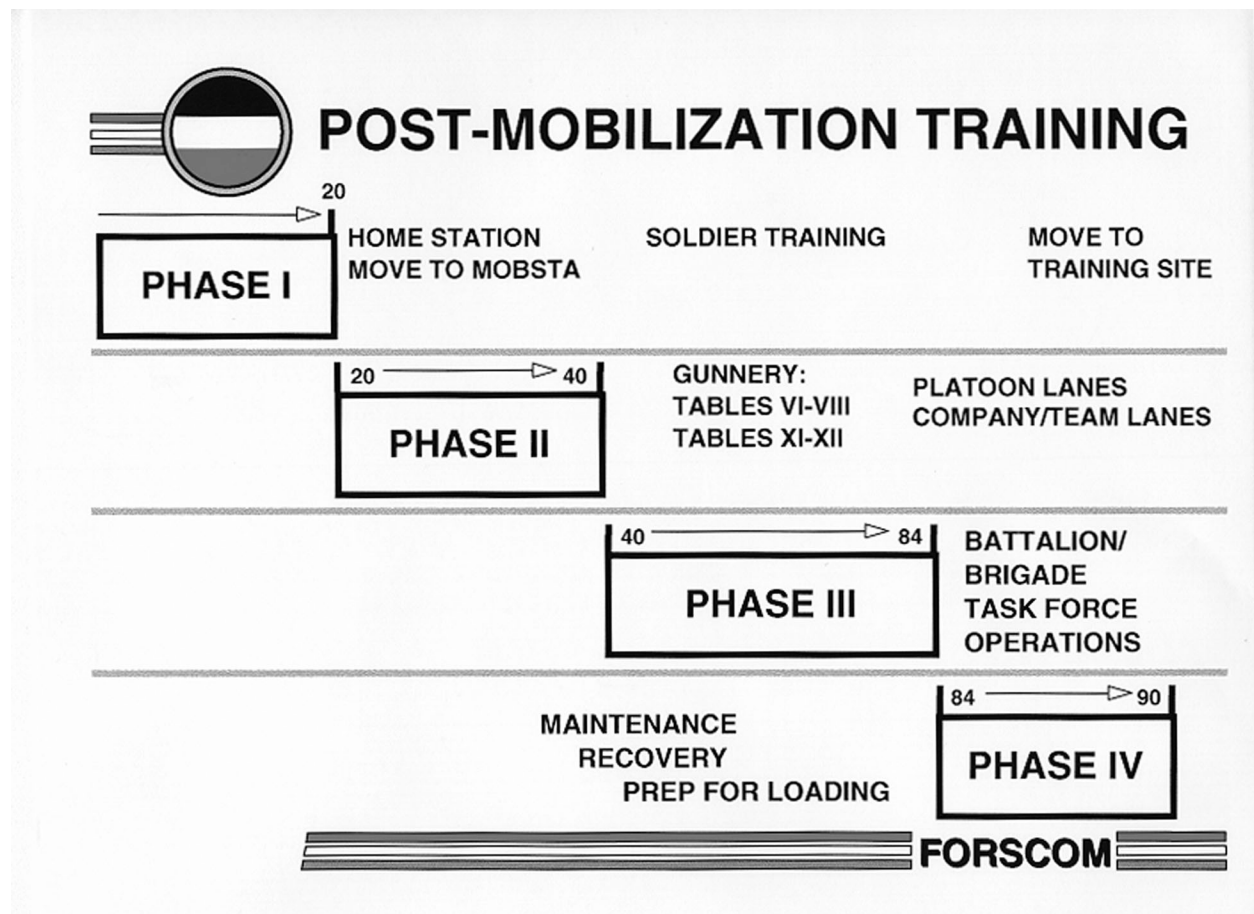 POST-MOBILIZATION TRAINING
20
PHASE I
HOME STATION
MOVE TO MOBSTA
SOLDIER TRAINING
MOVE TO
TRAINING SITE
20 40
PHASE II
GUNNERY:
TABLES VI-VIII
TABLES XI-XII
PLATOON LANES
COMPANY/TEAM LANES
40 84
PHASE III
BATTALION/
BRIGADE
TASK FORCE
OPERATIONS
MAINTENANCE
RECOVERY
PREP FOR LOADING
84 90
PHASE IV
FORSCOM